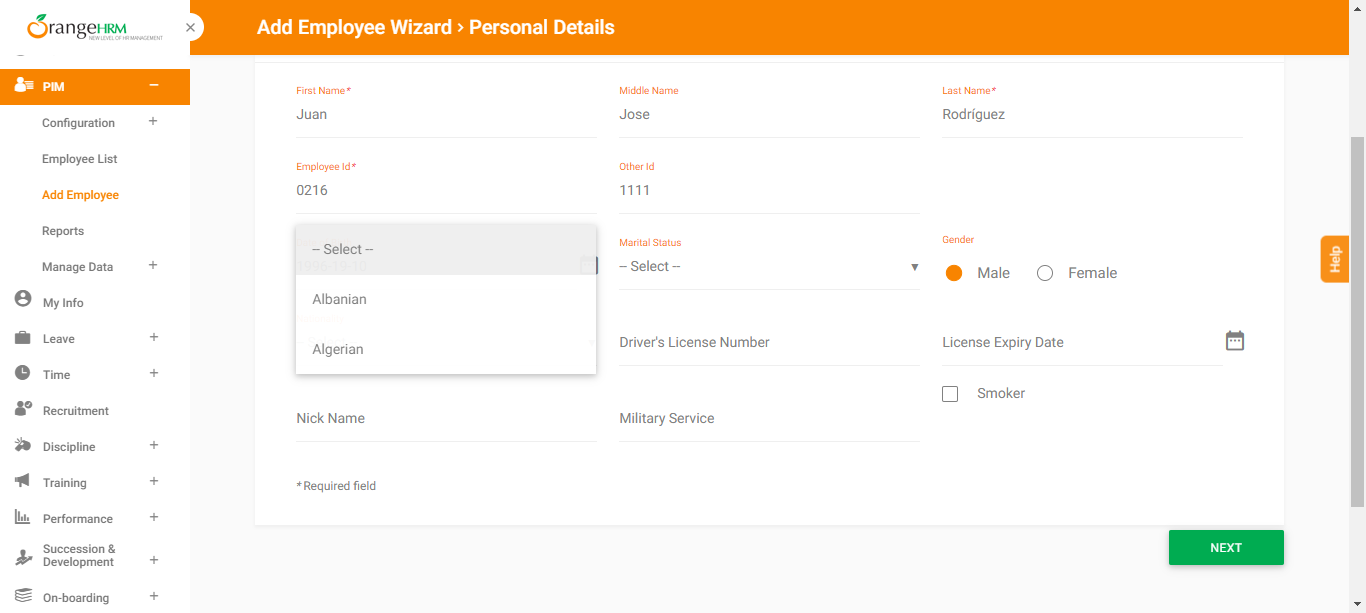 OrangeHRM
NEW LEVEL OF HR MANAGEMENT
Add Employee Wizard › Personal Details
PIM
Configuration
Employee List
Add Employee
Reports
Manage Data
My Info
Leave
Time
Recruitment
Discipline
Training
Performance
Succession &
Development
On-boarding
First Name* Middle Name Last Name*
Juan Jose Rodríguez
Employee Id* Other Id
0216 1111
-- Select --
Albanian
Algerian
Marital Status
-- Select --
Gender
Male Female
Driver's License Number
License Expiry Date
Smoker
Nick Name
Military Service
* Required field
NEXT
Help